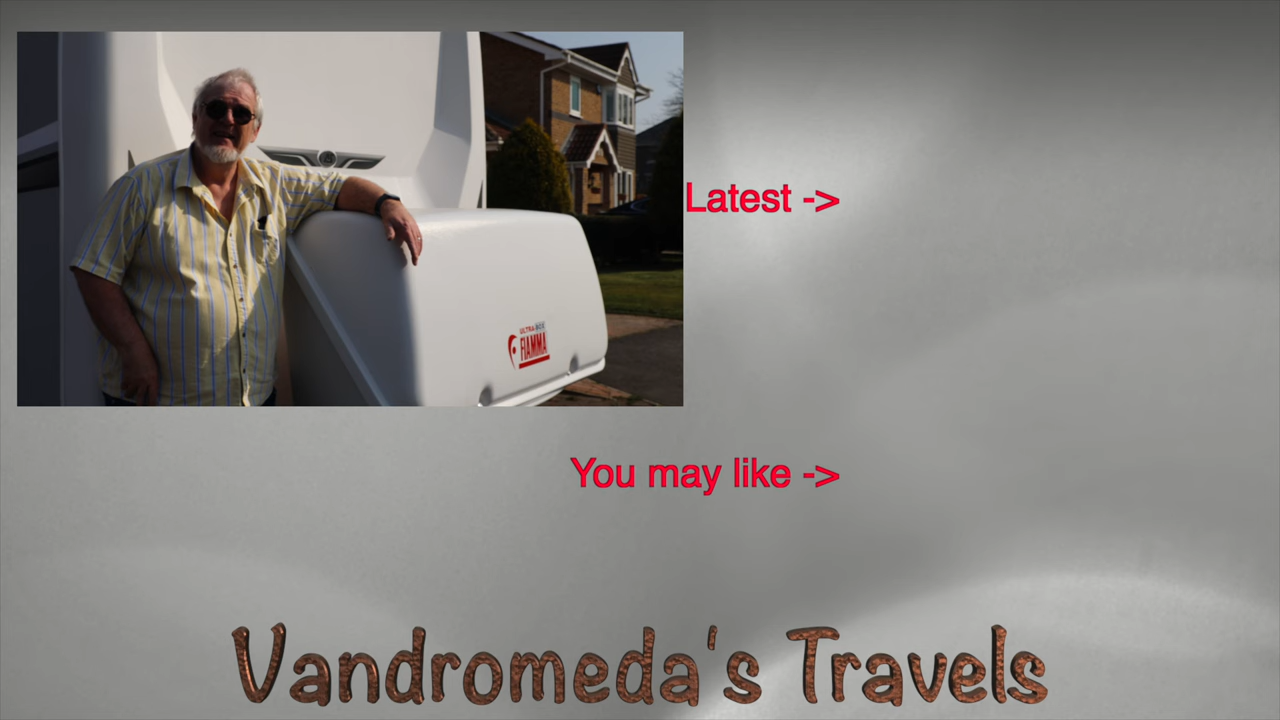 Latest ->
ULTRA-BOX
FIAMMA
You may like ->
Vandromeda's Travels